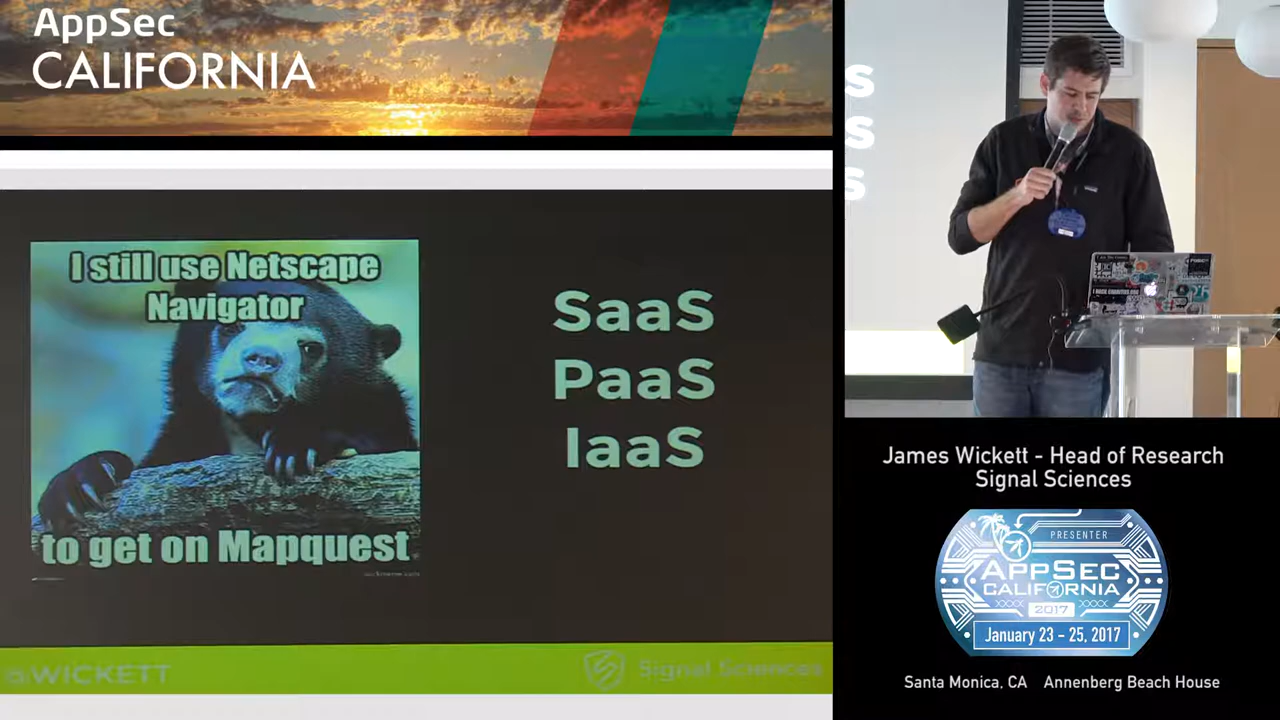 AppSec
CALIFORNIA
I still use Netscape
Navigator
to get on Mapquest
SaaS
PaaS
IaaS
WICKETT
Signal Sciences
S
S
S
James Wickett - Head of Research
Signal Sciences
PRESENTER
APPSEC
CALIFORNIA
2017
January 23 - 25, 2017
Santa Monica, CA Annenberg Beach House